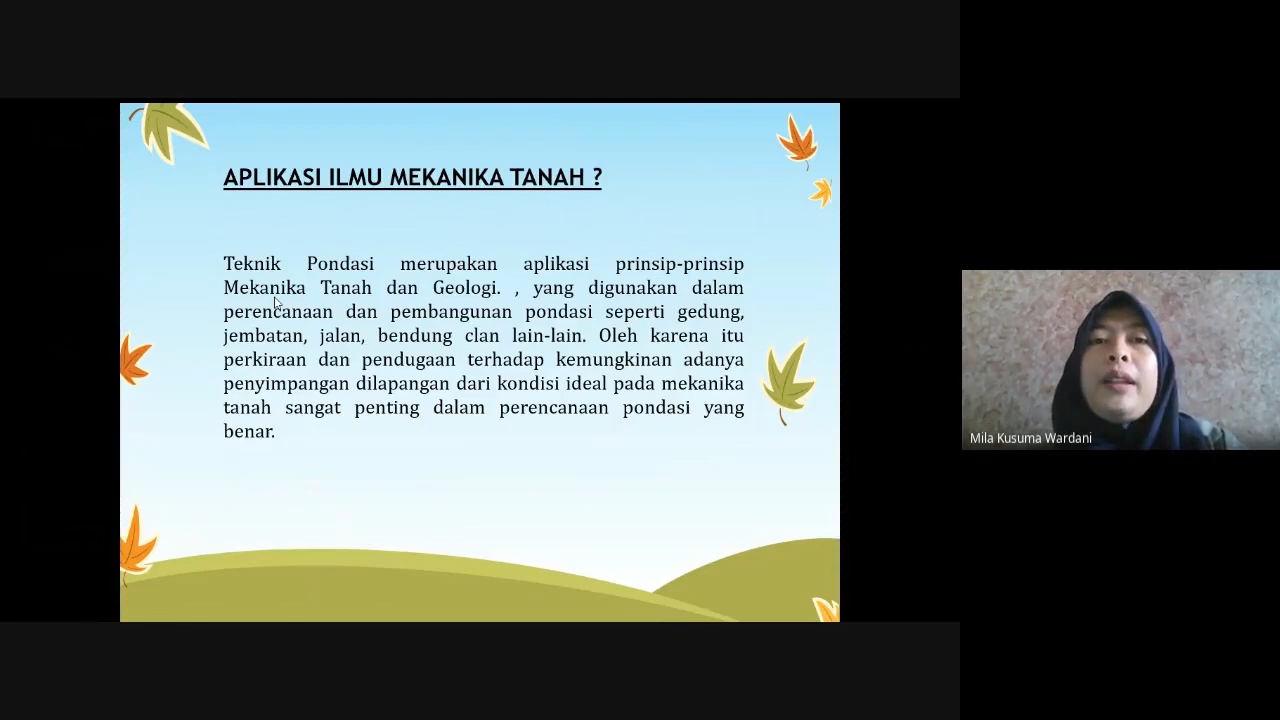 APLIKASI ILMU MEKANIKA TANAH ?
Teknik Pondasi merupakan aplikasi prinsip-prinsip
Mekanika Tanah dan Geologi. , yang digunakan dalam
perencanaan dan pembangunan pondasi seperti gedung,
jembatan, jalan, bendung clan lain-lain. Oleh karena itu
perkiraan dan pendugaan terhadap kemungkinan adanya
penyimpangan dilapangan dari kondisi ideal pada mekanika
tanah sangat penting dalam perencanaan pondasi yang
benar.
Mila Kusuma Wardani